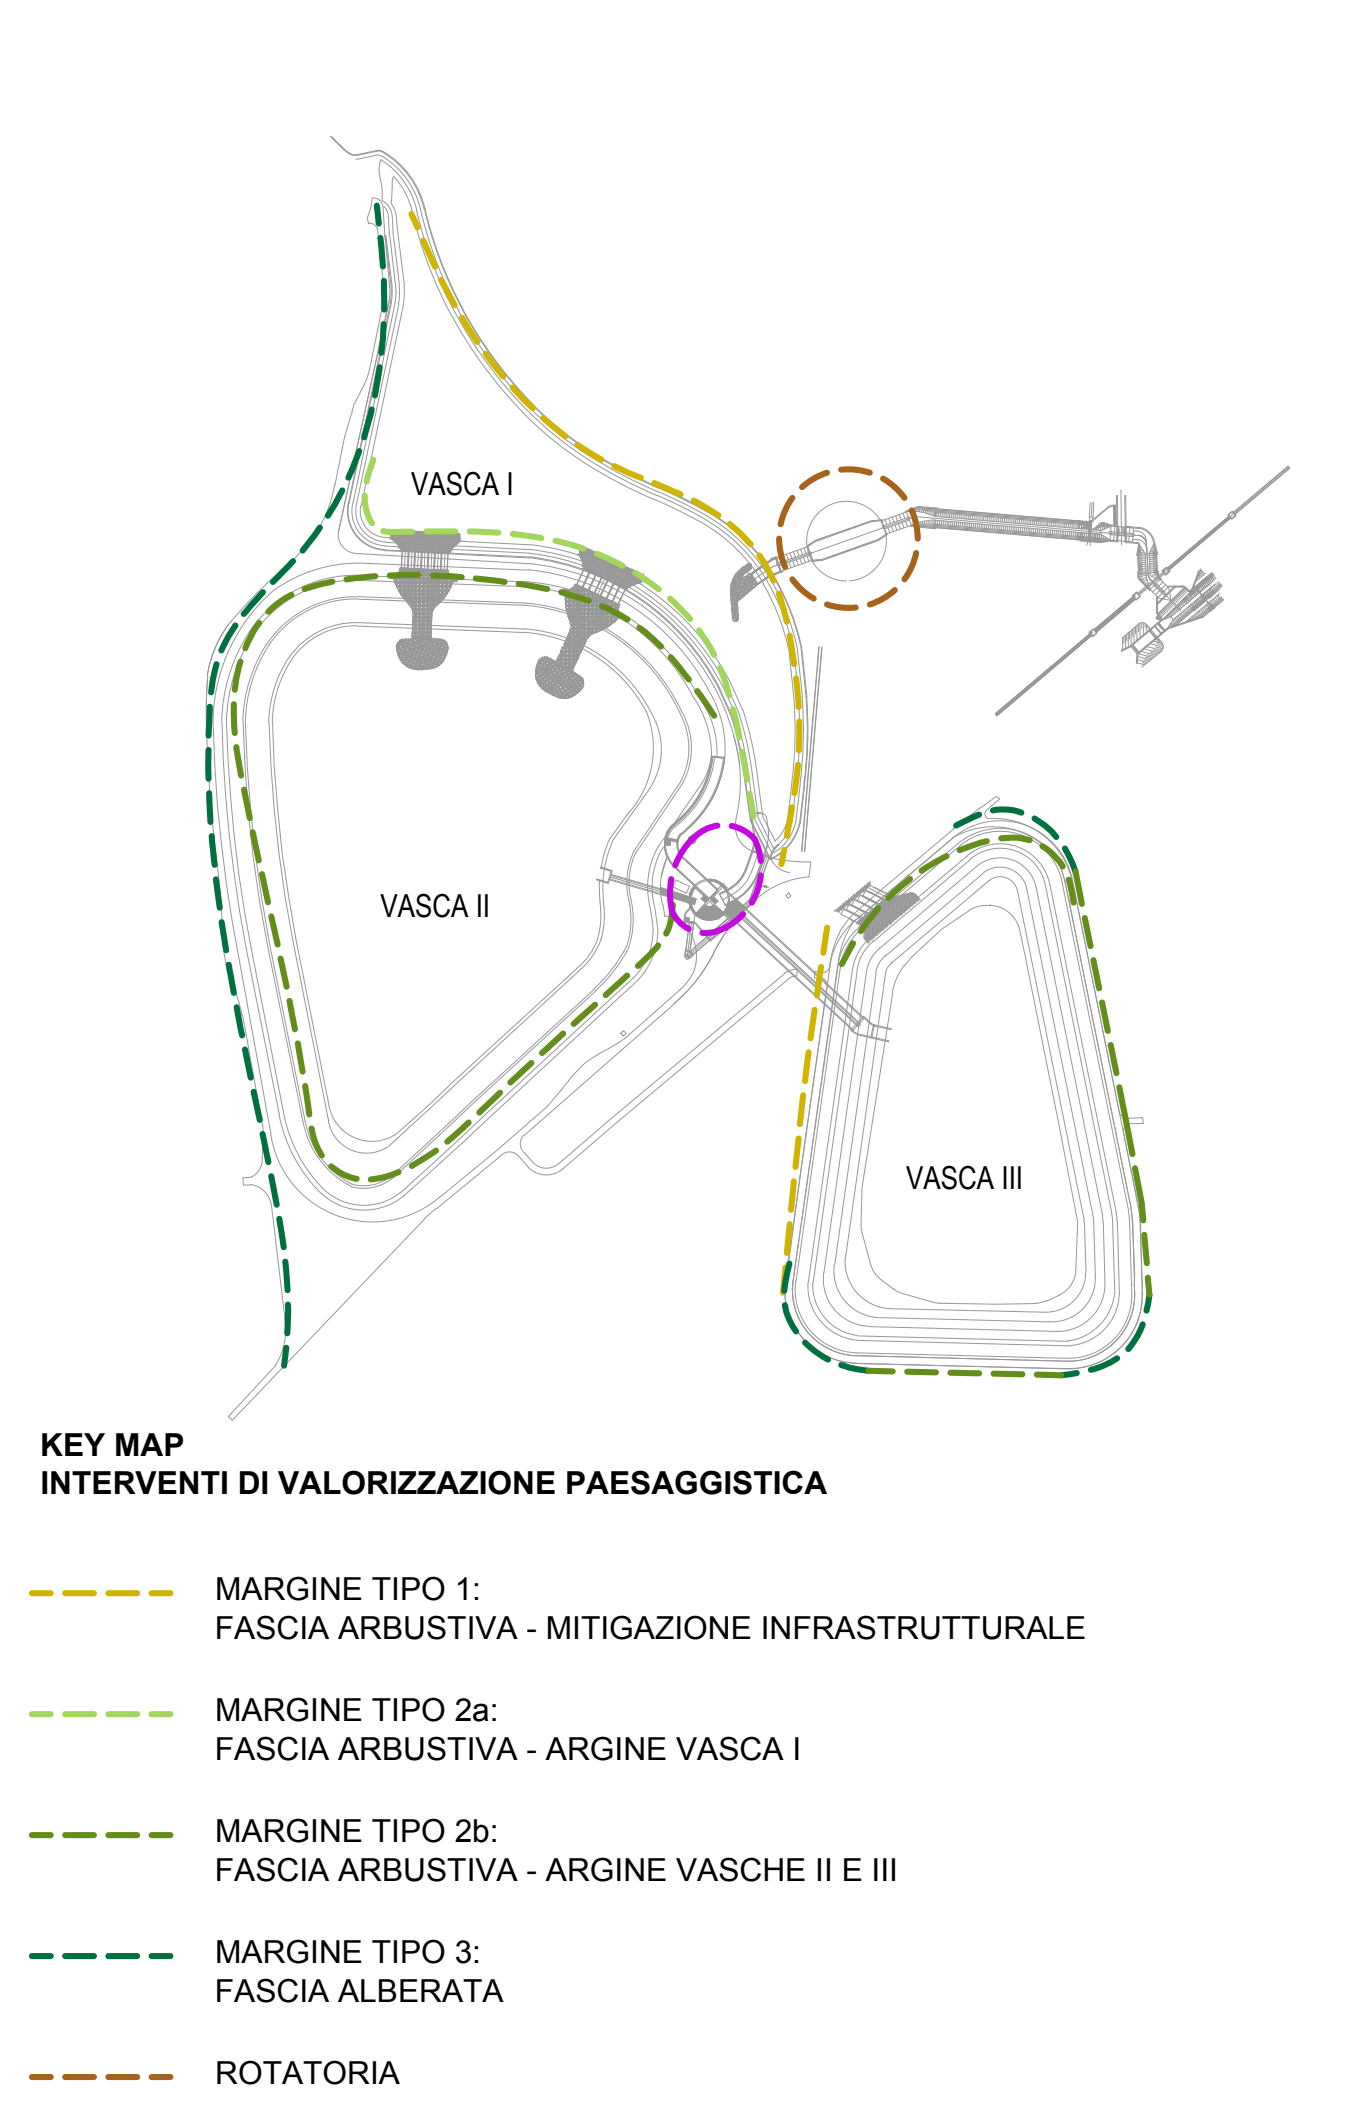 VASCA I
VASCA II
VASCA III
KEY MAP
INTERVENTI DI VALORIZZAZIONE PAESAGGISTICA
MARGINE TIPO 1:
FASCIA ARBUSTIVA - MITIGAZIONE INFRASTRUTTURALE
MARGINE TIPO 2a:
FASCIA ARBUSTIVA - ARGINE VASCA I
MARGINE TIPO 2b:
FASCIA ARBUSTIVA - ARGINE VASCHE II E III
MARGINE TIPO 3:
FASCIA ALBERATA
ROTATORIA